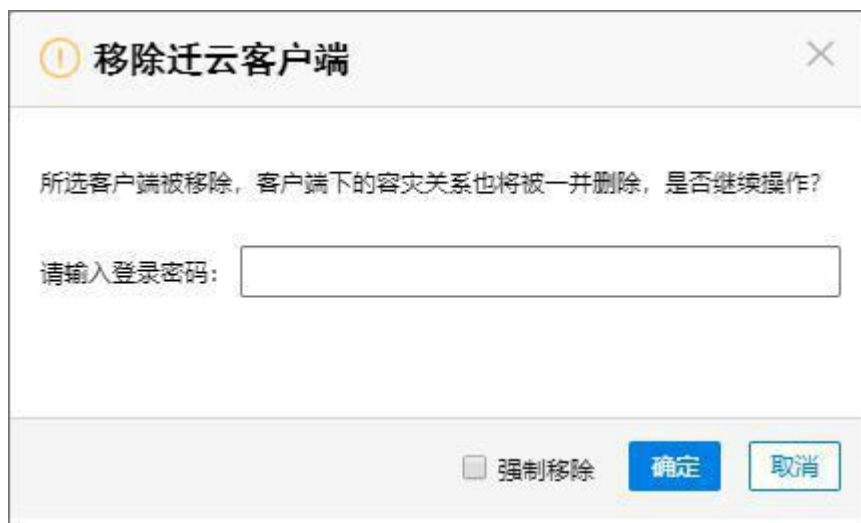 移除迁云客户端
所选客户端被移除，客户端下的容灾关系也将被一并删除，是否继续操作？
请输入登录密码：
强制移除 确定 取消